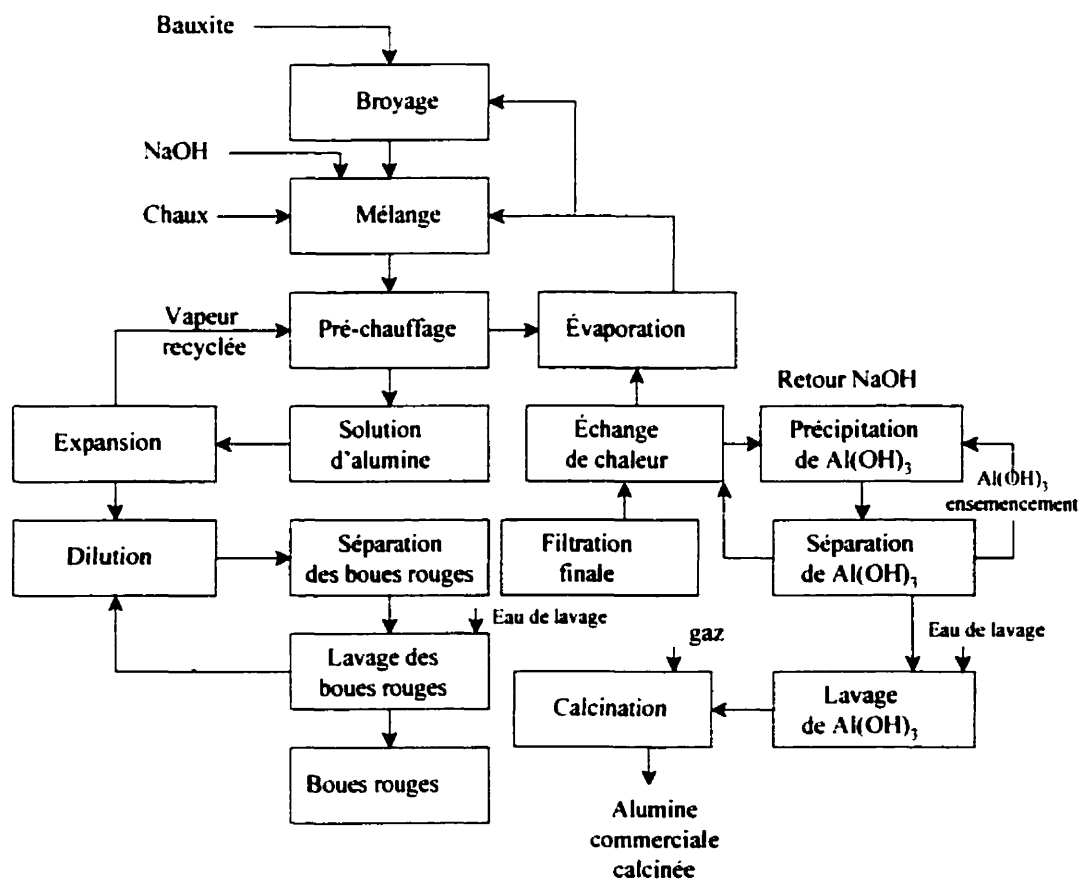 Bauxite
Broyage
NaOH
Chaux
Mélange
Vapeur
recyclée
Pré-chauffage
Évaporation
Retour NaOH
Expansion
Solution
d'alumine
Échange
de chaleur
Précipitation
de Al(OH)₃
Al(OH)₃
ensemencement
Dilution
Séparation
des boues rouges
Filtration
finale
Séparation
de Al(OH)₃
Eau de lavage
Lavage des
boues rouges
gaz
Eau de lavage
Calcination
Lavage
de Al(OH)₃
Boues rouges
Alumine
commerciale
calcinée